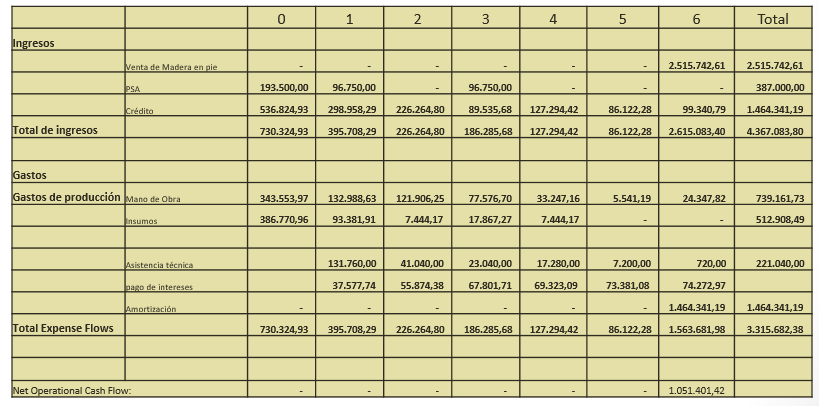 0 1 2 3 4 5 6 Total
Ingresos
Venta de Madera en pie - - - - - - 2.515.742,61 2.515.742,61
PSA 193.500,00 96.750,00 - 96.750,00 - - - 387.000,00
Crédito 536.824,93 298.958,29 226.264,80 89.535,68 127.294,42 86.122,28 99.340,79 1.464.341,19
Total de ingresos 730.324,93 395.708,29 226.264,80 186.285,68 127.294,42 86.122,28 2.615.083,40 4.367.083,80
Gastos
Gastos de producción Mano de Obra 343.553,97 132.988,63 121.906,25 77.576,70 33.247,16 5.541,19 24.347,82 739.161,73
Insumos 386.770,96 93.381,91 7.444,17 17.867,27 7.444,17 - - 512.908,49
Asistencia técnica 131.760,00 41.040,00 23.040,00 17.280,00 7.200,00 720,00 221.040,00
pago de intereses 37.577,74 55.874,38 67.801,71 69.323,09 73.381,08 74.272,97
Amortización - - - - - - 1.464.341,19 1.464.341,19
Total Expense Flows 730.324,93 395.708,29 226.264,80 186.285,68 127.294,42 86.122,28 1.563.681,98 3.315.682,38
Net Operational Cash Flow: - - - - - - 1.051.401,42